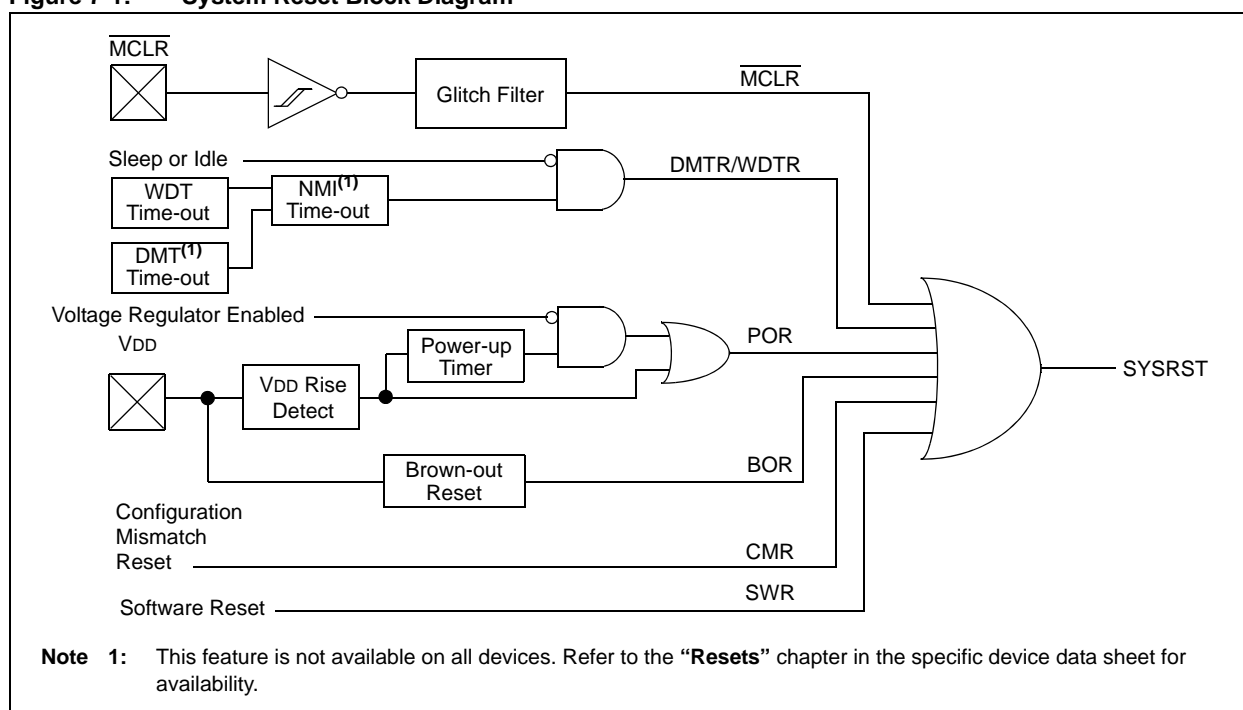 Figure 7-1: System Reset Block Diagram
MCLR
MCLR
Glitch Filter
Sleep or Idle
DMTR/WDTR
WDT
Time-out
NMI(1)
Time-out
DMT(1)
Time-out
Voltage Regulator Enabled
VDD
Power-up
Timer
POR
VDD Rise
Detect
SYSRST
Brown-out
Reset
BOR
Configuration
Mismatch
Reset
CMR
SWR
Software Reset
Note 1: This feature is not available on all devices. Refer to the “Resets” chapter in the specific device data sheet for
availability.